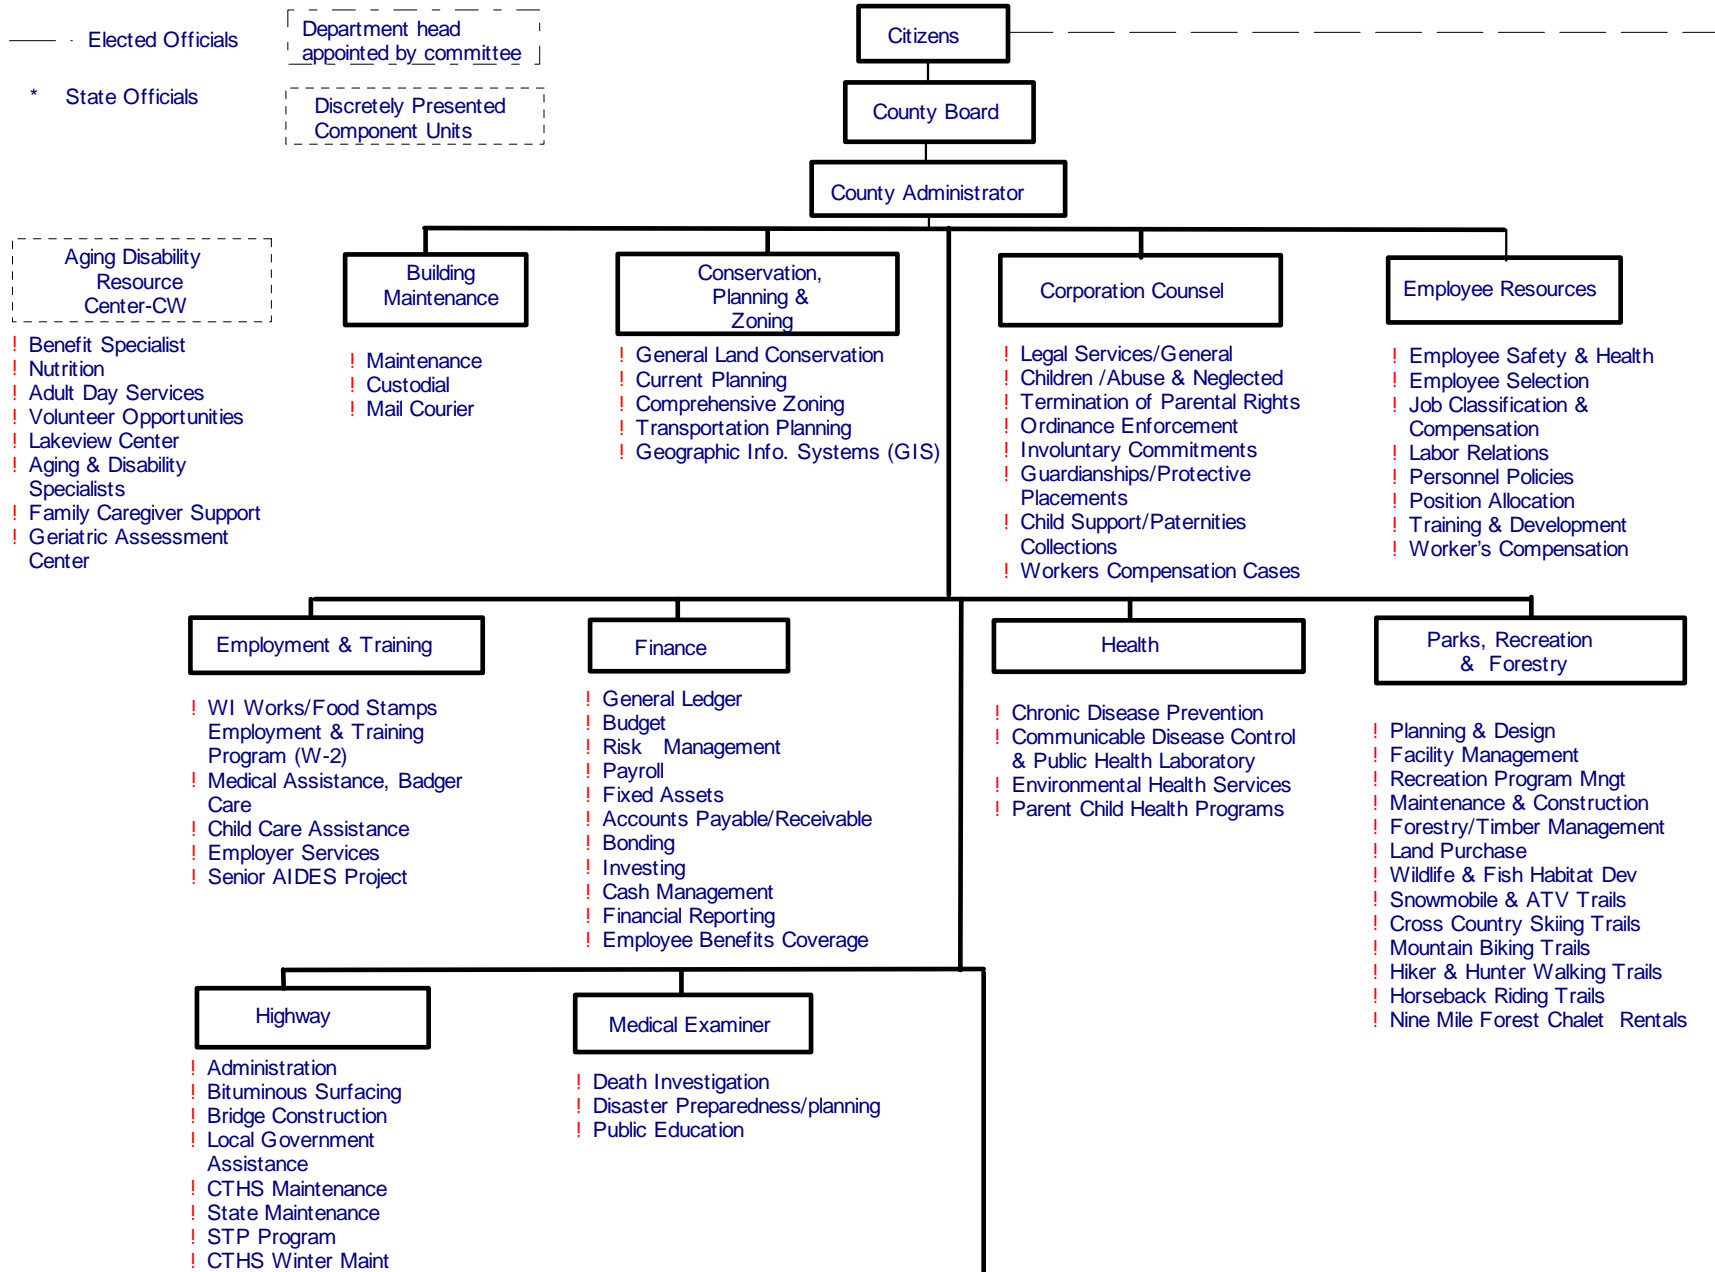 Elected Officials
Department head
appointed by committee
Citizens
* State Officials
Discretely Presented
Component Units
County Board
County Administrator
Aging Disability
Resource
Center-CW
! Benefit Specialist
! Nutrition
! Adult Day Services
! Volunteer Opportunities
! Lakeview Center
! Aging & Disability
Specialists
! Family Caregiver Support
! Geriatric Assessment
Center
Building
Maintenance
! Maintenance
! Custodial
! Mail Courier
Conservation,
Planning &
Zoning
! General Land Conservation
! Current Planning
! Comprehensive Zoning
! Transportation Planning
! Geographic Info. Systems (GIS)
Corporation Counsel
! Legal Services/General
! Children /Abuse & Neglected
! Termination of Parental Rights
! Ordinance Enforcement
! Involuntary Commitments
! Guardianships/Protective
Placements
! Child Support/Paternities
Collections
! Workers Compensation Cases
Employee Resources
! Employee Safety & Health
! Employee Selection
! Job Classification &
Compensation
! Labor Relations
! Personnel Policies
! Position Allocation
! Training & Development
! Worker's Compensation
Employment & Training
! WI Works/Food Stamps
Employment & Training
Program (W-2)
! Medical Assistance, Badger
Care
! Child Care Assistance
! Employer Services
! Senior AIDES Project
Finance
! General Ledger
! Budget
! Risk Management
! Payroll
! Fixed Assets
! Accounts Payable/Receivable
! Bonding
! Investing
! Cash Management
! Financial Reporting
! Employee Benefits Coverage
Health
! Chronic Disease Prevention
! Communicable Disease Control
& Public Health Laboratory
! Environmental Health Services
! Parent Child Health Programs
Parks, Recreation
& Forestry
! Planning & Design
! Facility Management
! Recreation Program Mngt
! Maintenance & Construction
! Forestry/Timber Management
! Land Purchase
! Wildlife & Fish Habitat Dev
! Snowmobile & ATV Trails
! Cross Country Skiing Trails
! Mountain Biking Trails
! Hiker & Hunter Walking Trails
! Horseback Riding Trails
! Nine Mile Forest Chalet Rentals
Highway
! Administration
! Bituminous Surfacing
! Bridge Construction
! Local Government
Assistance
! CTHS Maintenance
! State Maintenance
! STP Program
! CTHS Winter Maint
Medical Examiner
! Death Investigation
! Disaster Preparedness/planning
! Public Education